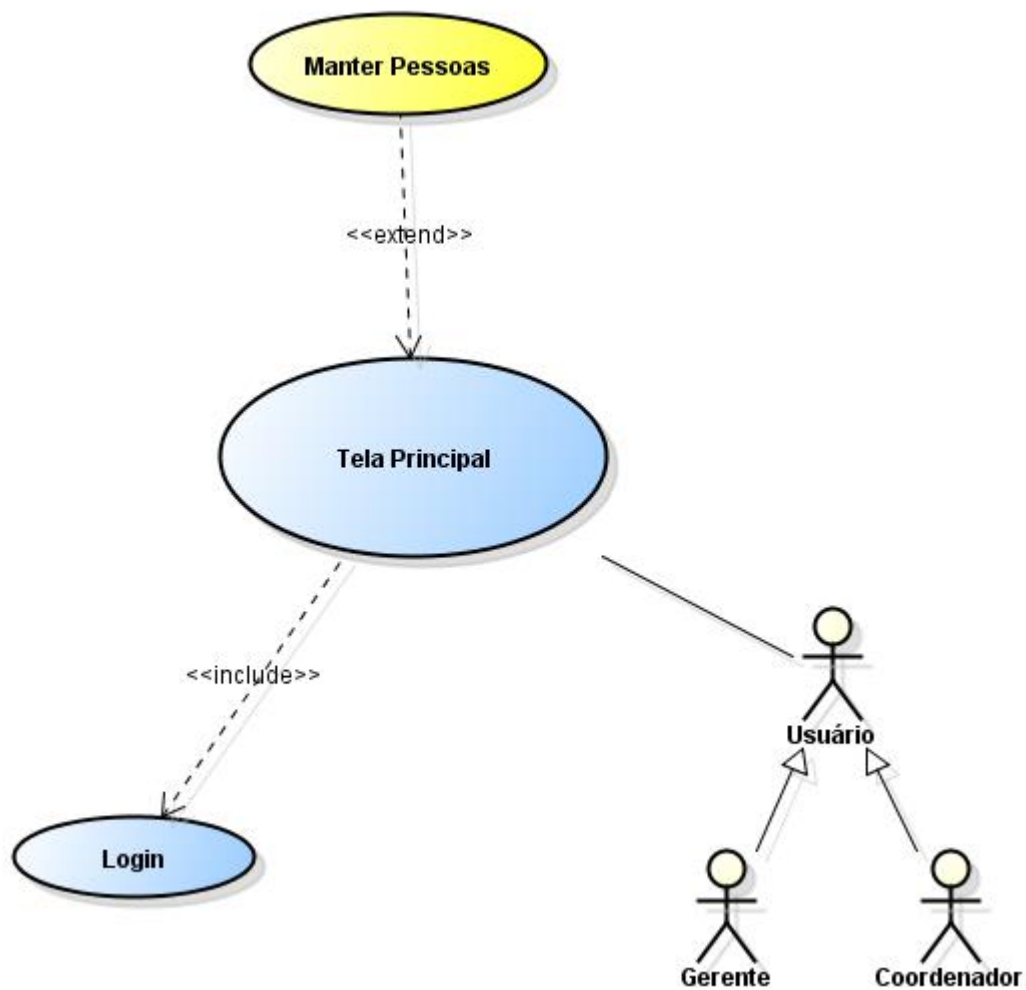 Manter Pessoas
<<extend>>
Tela Principal
<<include>>
Usuário
Login
Gerente
Coordenador